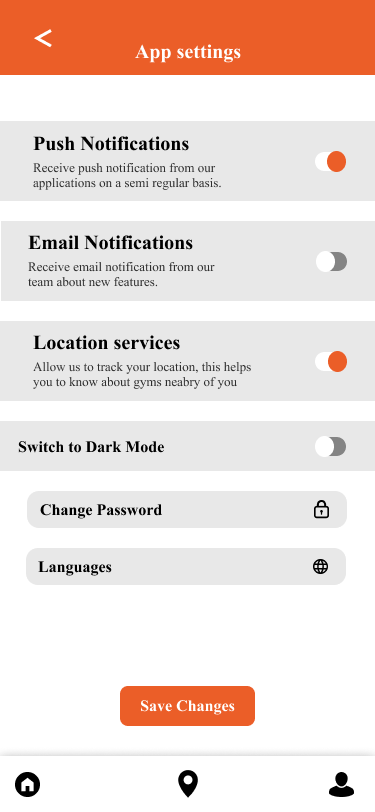 App settings
Push Notifications
Receive push notification from our
applications on a semi regular basis.
Email Notifications
Receive email notification from our
team about new features.
Location services
Allow us to track your location, this helps
you to know about gyms neabry of you
Switch to Dark Mode
Change Password
Languages
Save Changes